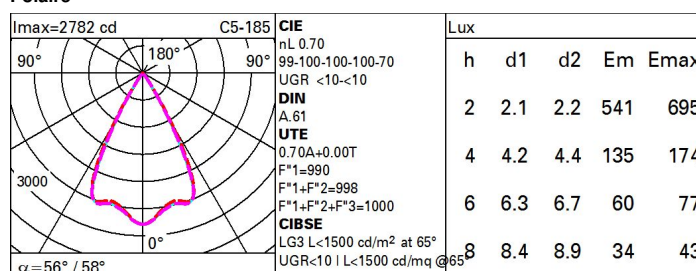 Imax=2782 cd C5-185
90° 180° 90°
3000
0°
α=56° / 58°
CIE
nL 0.70
99-100-100-100-70
UGR <10-<10
DIN
A.61
UTE
0.70A+0.00T
F"1=990
F"1+F"2=998
F"1+F"2+F"3=1000
CIBSE
LG3 L<1500 cd/m² at 65°
UGR<10 | L<1500 cd/mq @65°
Lux
h d1 d2 Em Emax
2 2.1 2.2 541 695
4 4.2 4.4 135 174
6 6.3 6.7 60 77
8 8.4 8.9 34 43